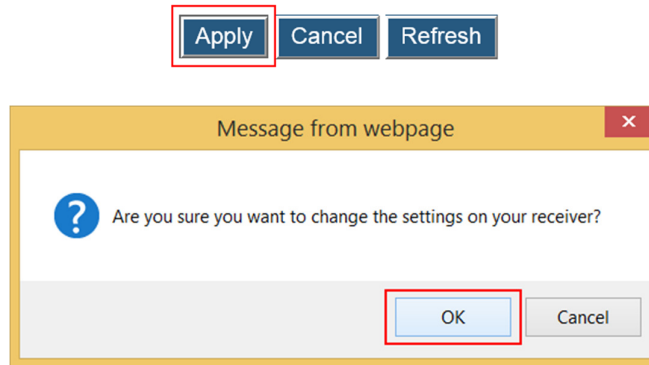 Apply Cancel Refresh
Message from webpage
Are you sure you want to change the settings on your receiver?
OK Cancel